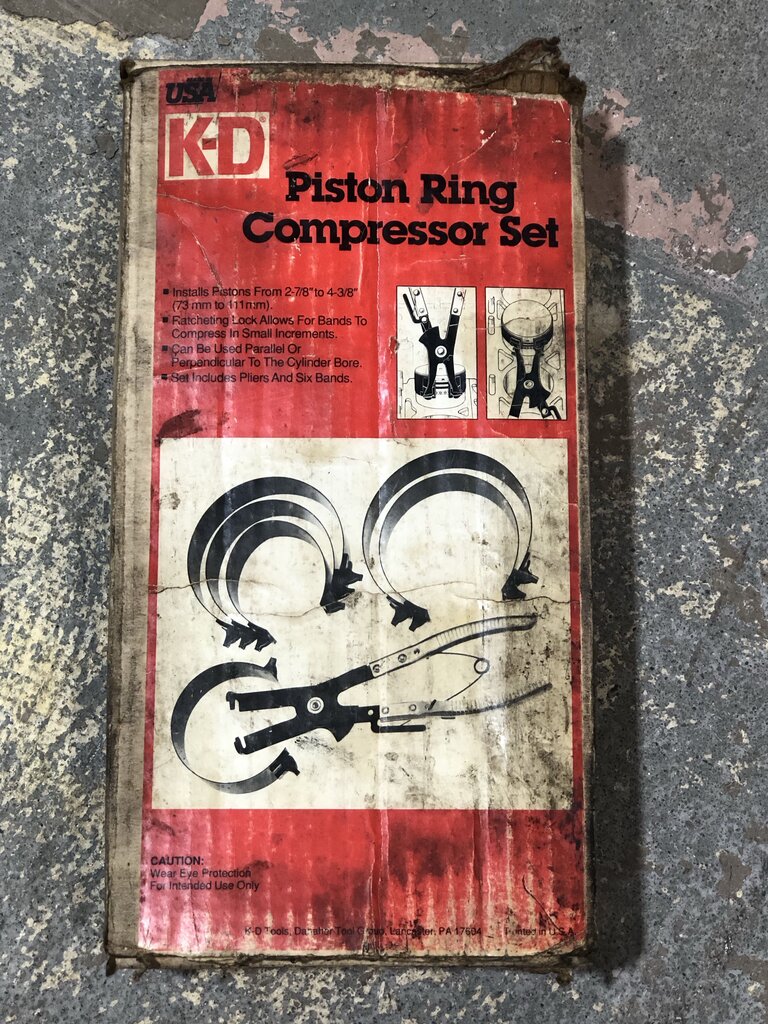 USA
K-D®
Piston Ring
Compressor Set
■ Installs Pistons From 2-7/8" to 4-3/8"
(73 mm to 111mm).
■ Ratcheting Lock Allows For Bands To
Compress In Small Increments.
■ Can Be Used Parallel Or
Perpendicular To The Cylinder Bore.
■ Set Includes Pliers And Six Bands.
CAUTION:
Wear Eye Protection
For Intended Use Only
K-D Tools, Danaher Tool Group, Lancaster, PA 17604 Printed in U.S.A.